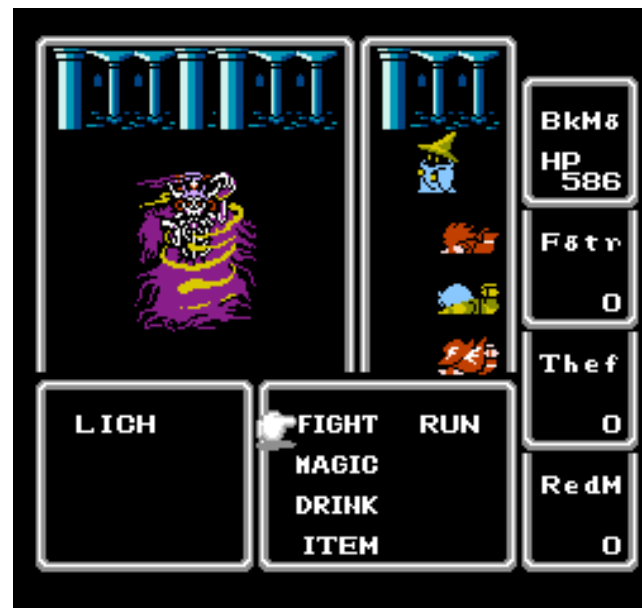 BkM8
HP
586
F8tr
0
Thef
0
RedM
0
LICH
FIGHT RUN
MAGIC
DRINK
ITEM